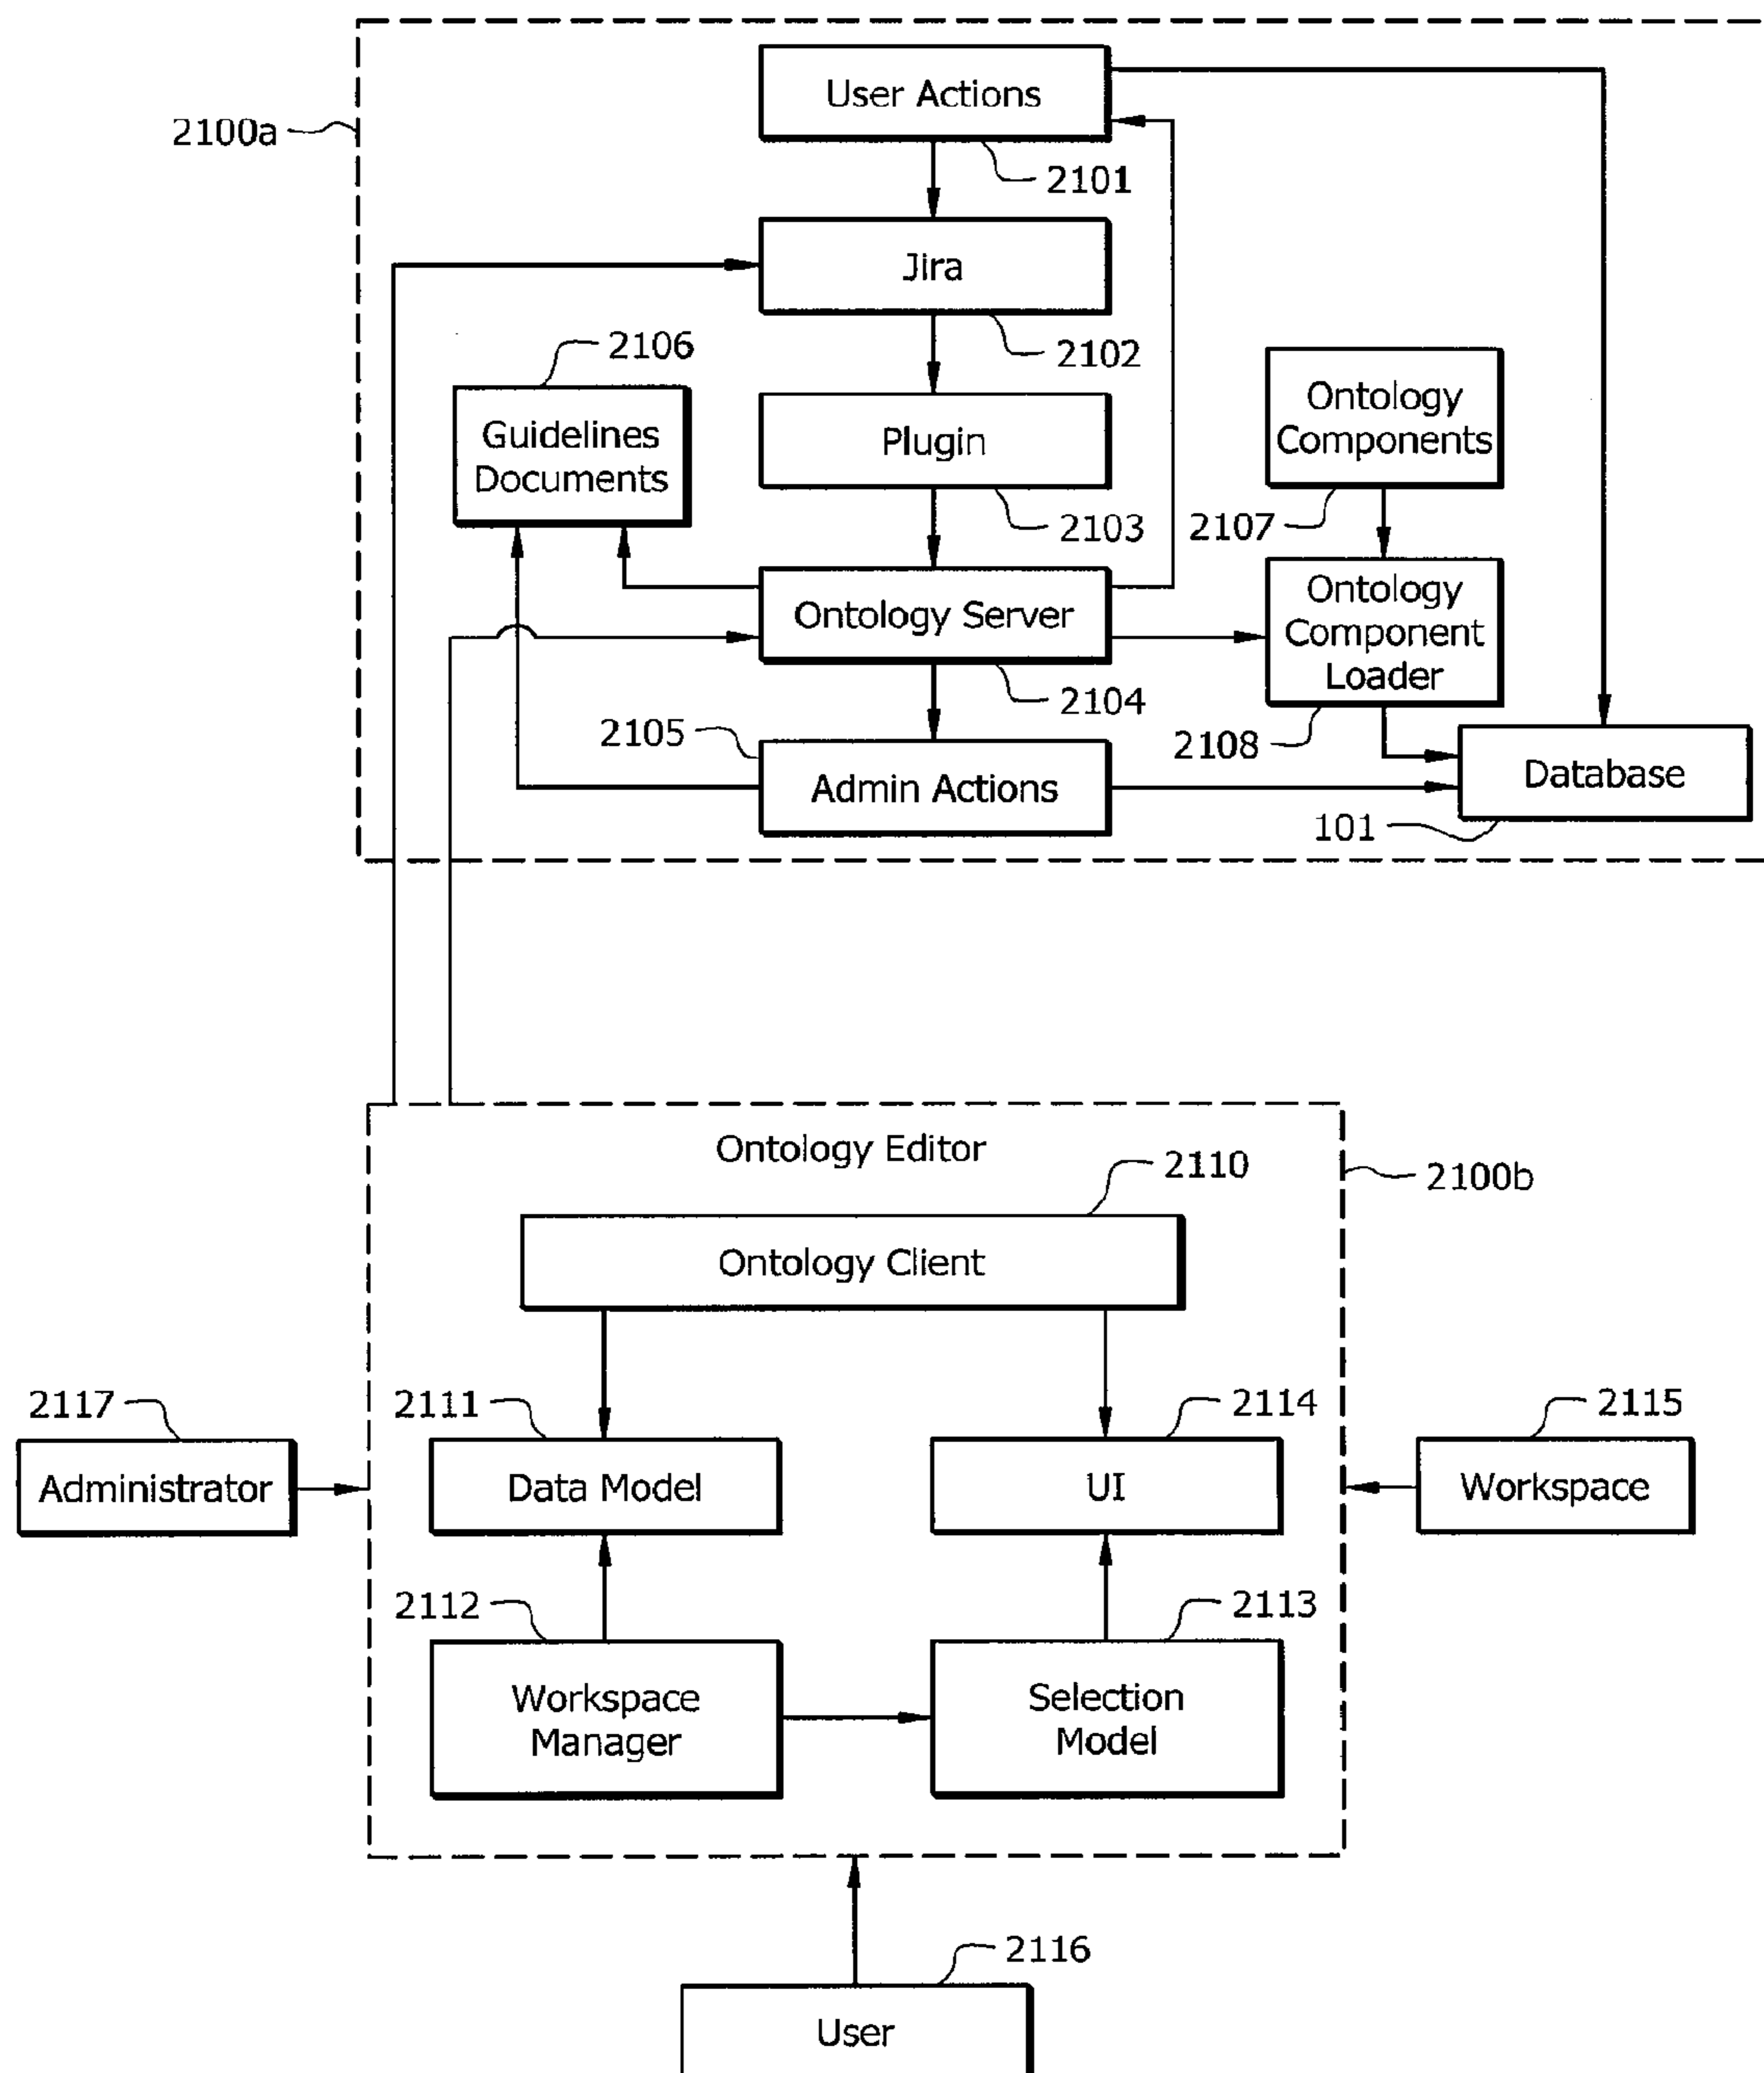 User Actions
2100a
2101
Jira
2102
2106
Guidelines
Documents
Plugin
2103
Ontology
Components
2107
Ontology Server
2104
Ontology
Component
Loader
2108
2105
Admin Actions
Database
101
Ontology Editor
2110
2100b
Ontology Client
2117
Administrator
2111
Data Model
2114
UI
2115
Workspace
2112
Workspace
Manager
2113
Selection
Model
2116
User